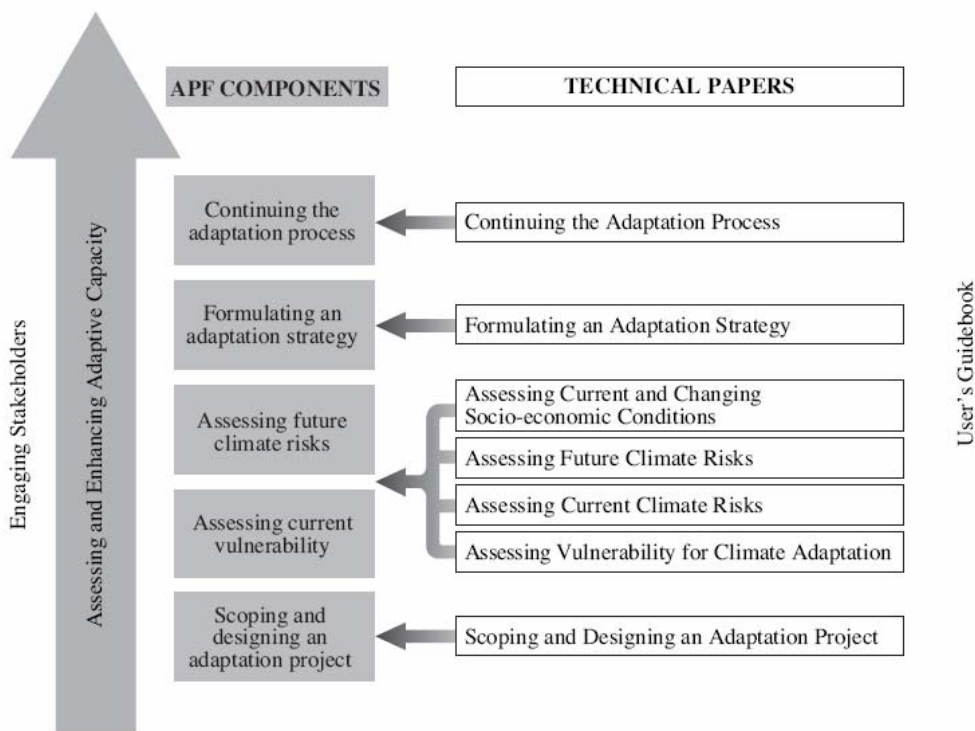 APF COMPONENTS
TECHNICAL PAPERS
Continuing the
adaptation process
Continuing the Adaptation Process
Formulating an
adaptation strategy
Formulating an Adaptation Strategy
Assessing future
climate risks
Assessing current
vulnerability
Assessing Current and Changing
Socio-economic Conditions
Assessing Future Climate Risks
Assessing Current Climate Risks
Assessing Vulnerability for Climate Adaptation
Scoping and
designing an
adaptation project
Scoping and Designing an Adaptation Project
Engaging Stakeholders
Assessing and Enhancing Adaptive Capacity
User's Guidebook